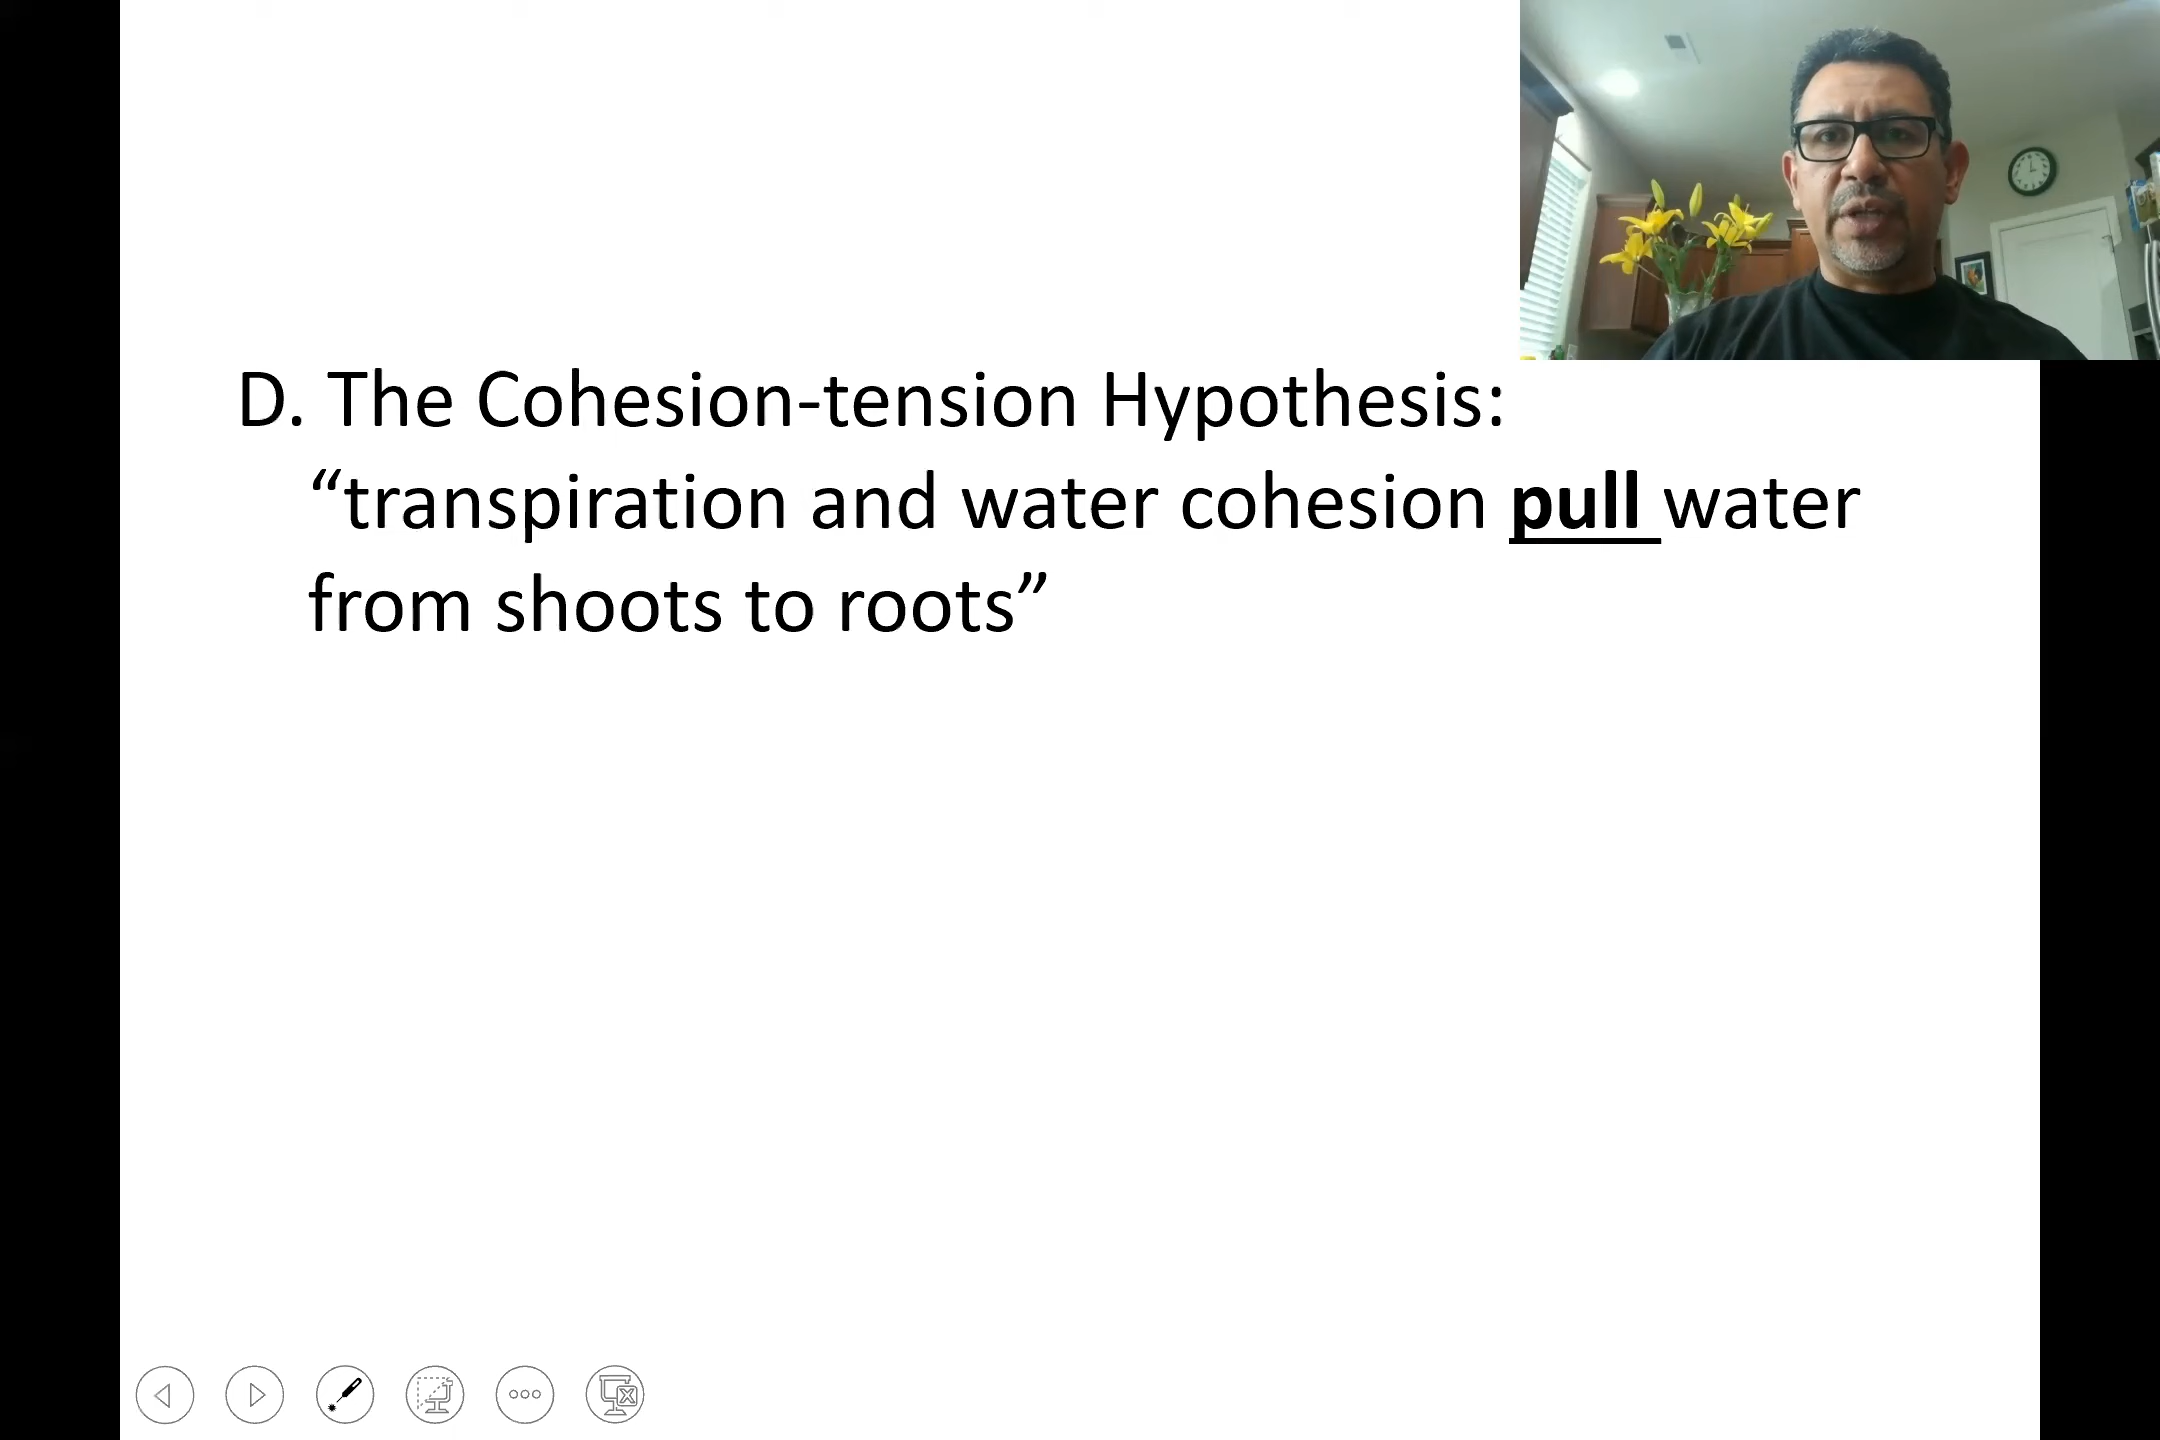 D. The Cohesion-tension Hypothesis:
“transpiration and water cohesion pull water
from shoots to roots”